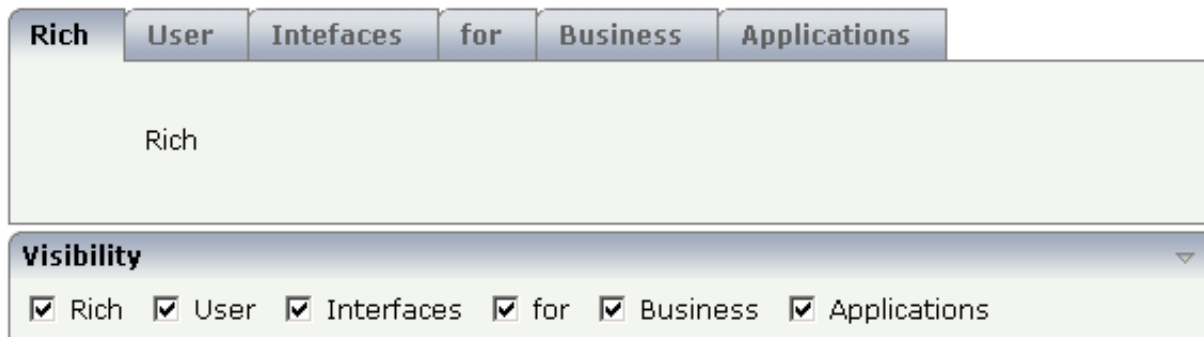 Rich User Intefaces for Business Applications
Rich
Visibility
Rich User Interfaces for Business Applications